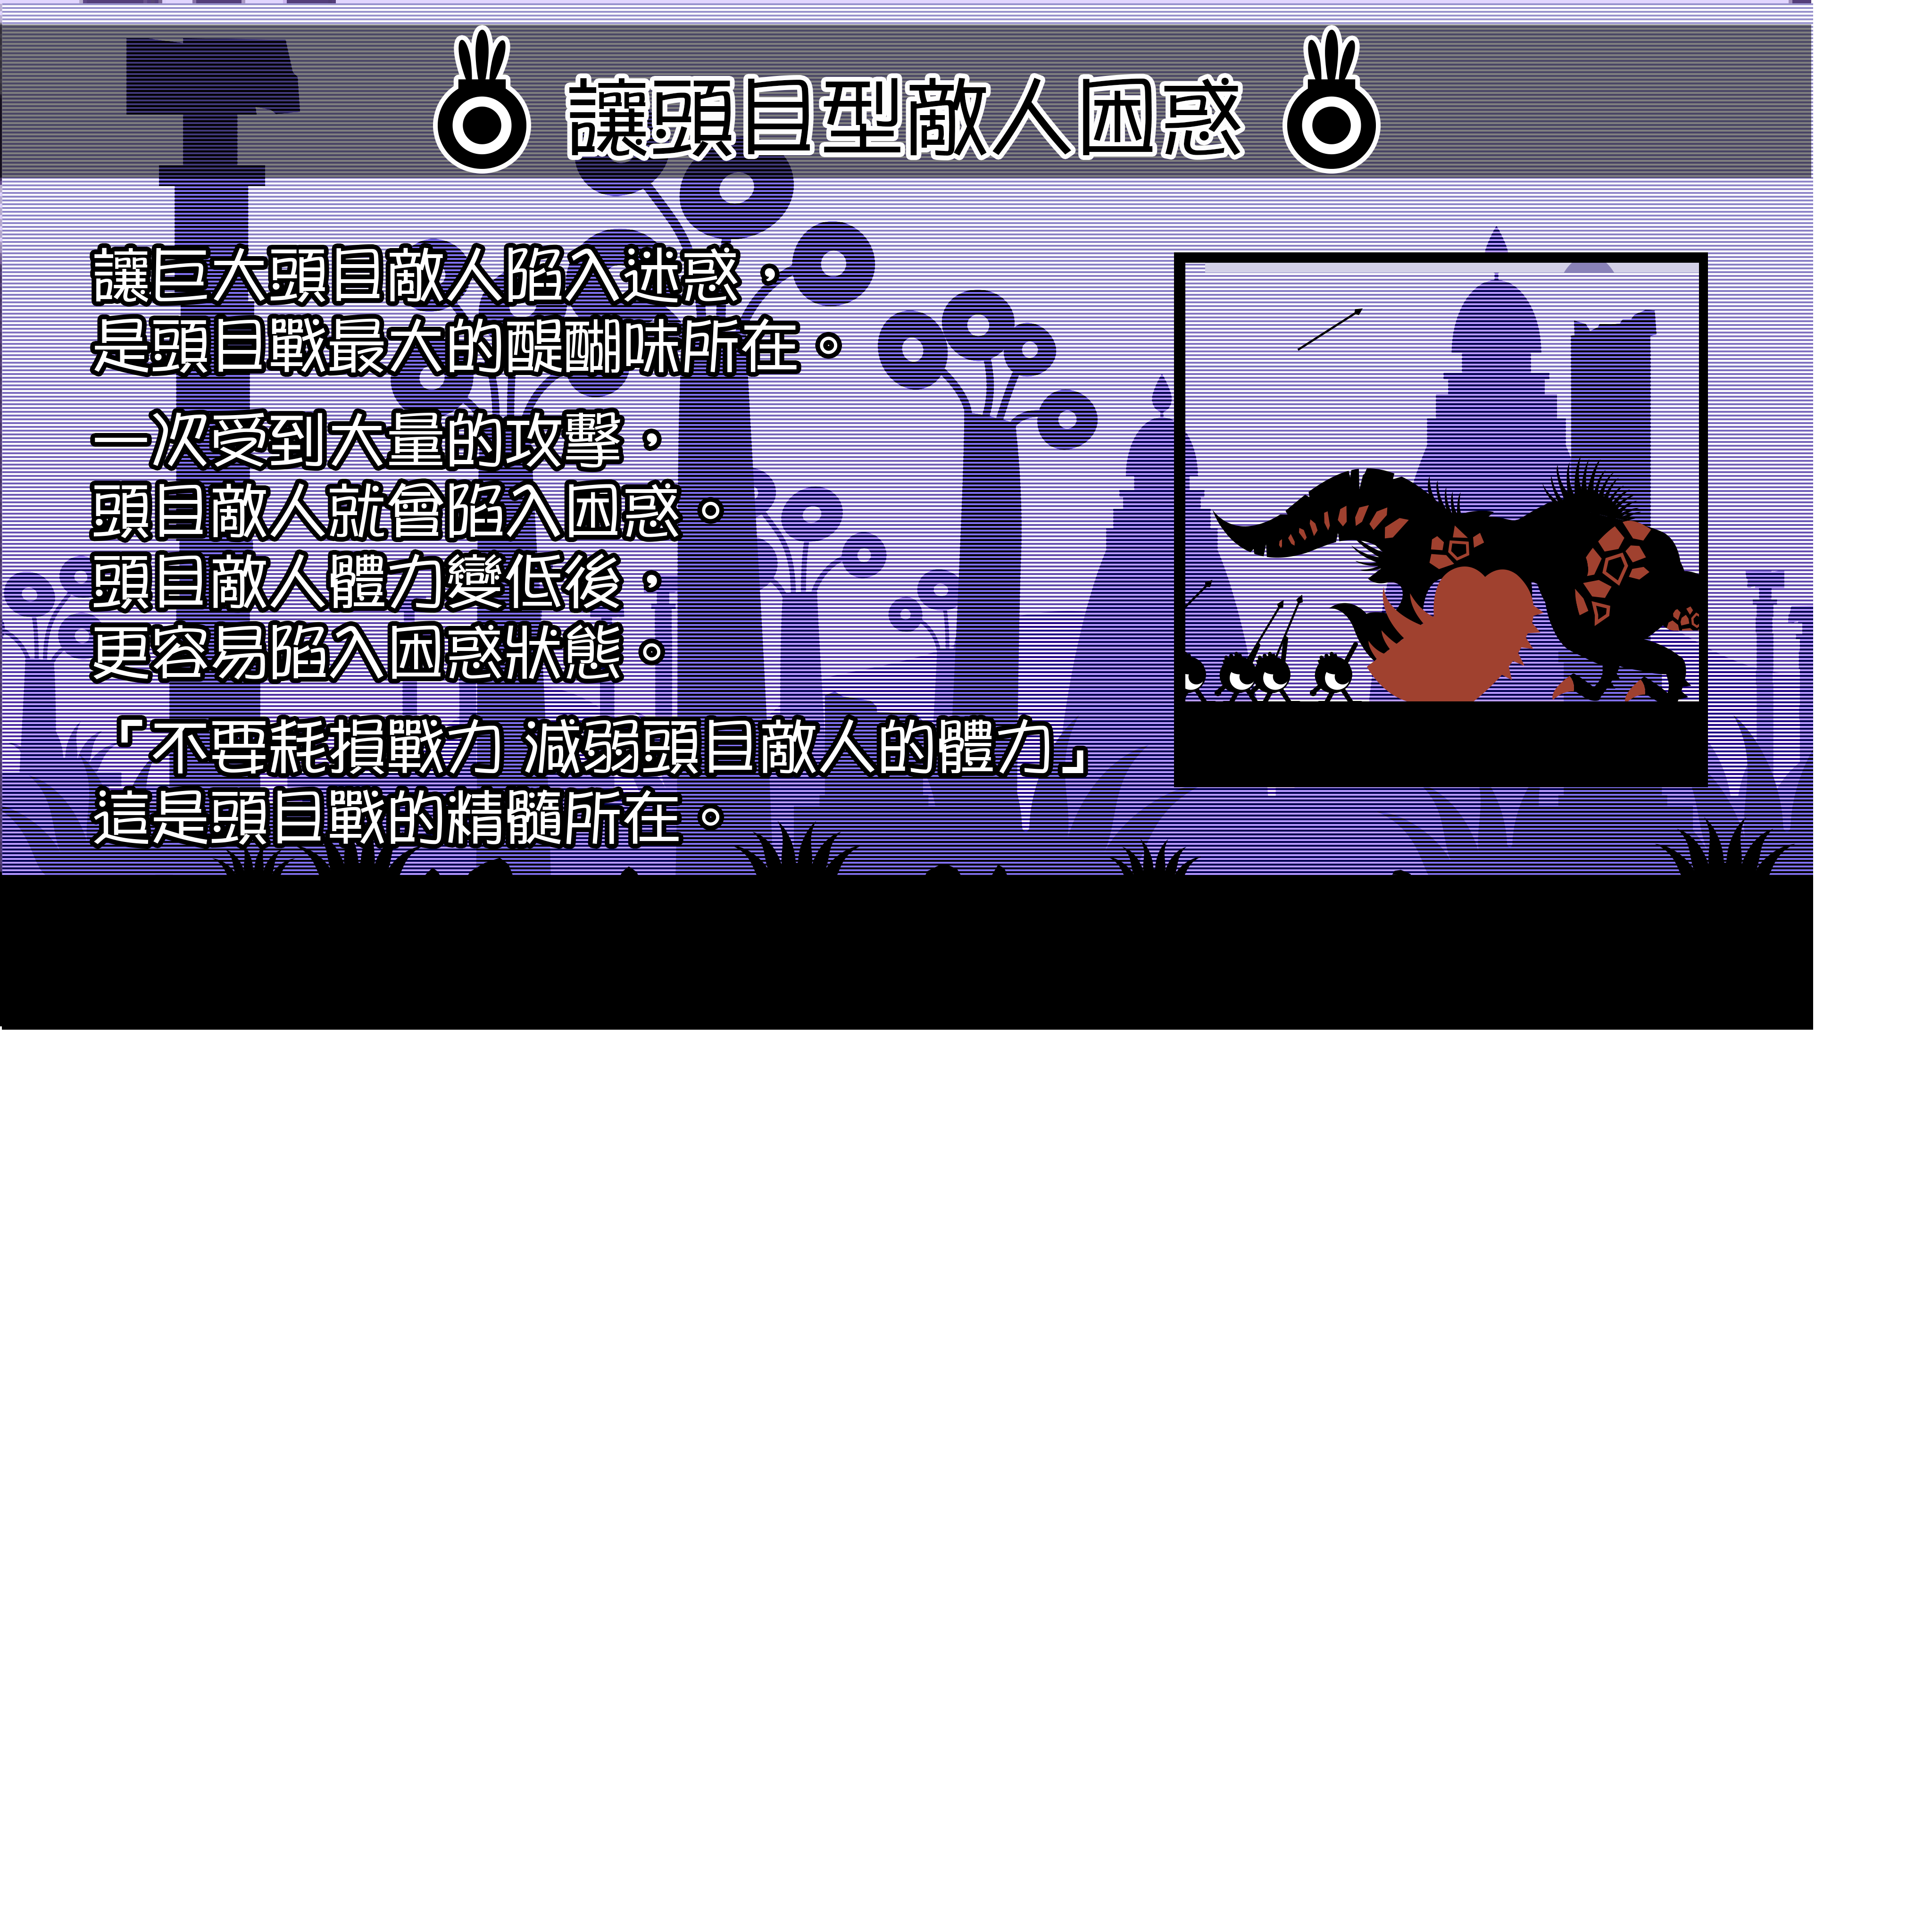 讓頭目型敵人困惑
讓巨大頭目敵人陷入迷惑，
是頭目戰最大的醍醐味所在。
一次受到大量的攻擊，
頭目敵人就會陷入困惑。
頭目敵人體力變低後，
更容易陷入困惑狀態。
「不要耗損戰力 減弱頭目敵人的體力」
這是頭目戰的精髓所在。